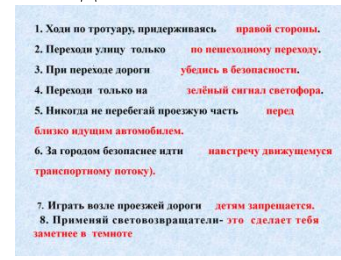 1. Ходи по тротуару, придерживаясь правой стороны.
2. Переходи улицу только по пешеходному переходу.
3. При переходе дороги убедись в безопасности.
4. Переходи только на зелёный сигнал светофора.
5. Никогда не перебегай проезжую часть перед
близко идущим автомобилем.
6. За городом безопаснее идти навстречу движущемуся
транспортному потоку).
7. Играть возле проезжей дороги детям запрещается.
8. Применяй световозвращатели- это сделает тебя
заметнее в темноте